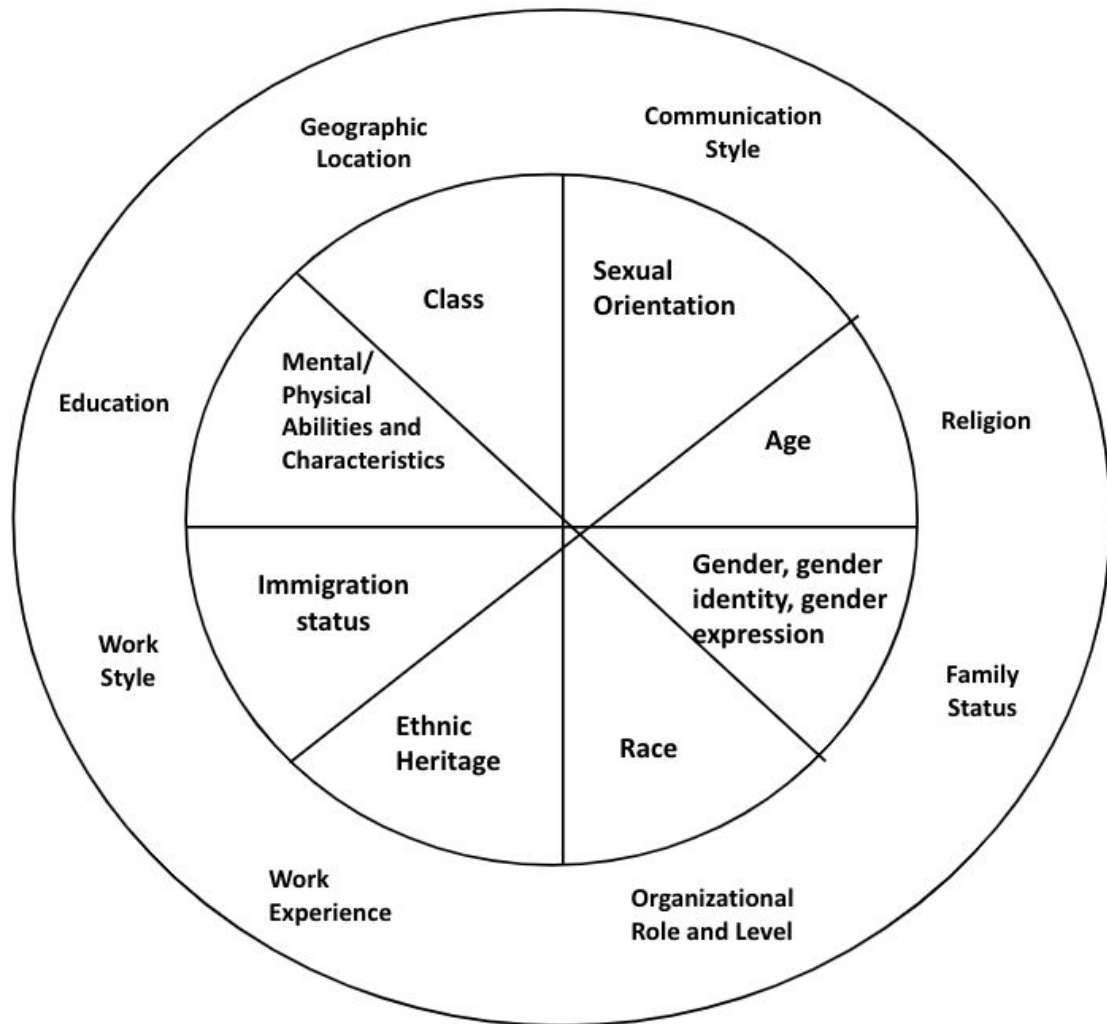 Geographic
Location
Communication
Style
Class
Sexual
Orientation
Mental/
Physical
Abilities and
Characteristics
Education
Age
Religion
Immigration
status
Gender, gender
identity, gender
expression
Work
Style
Family
Status
Ethnic
Heritage
Race
Work
Experience
Organizational
Role and Level